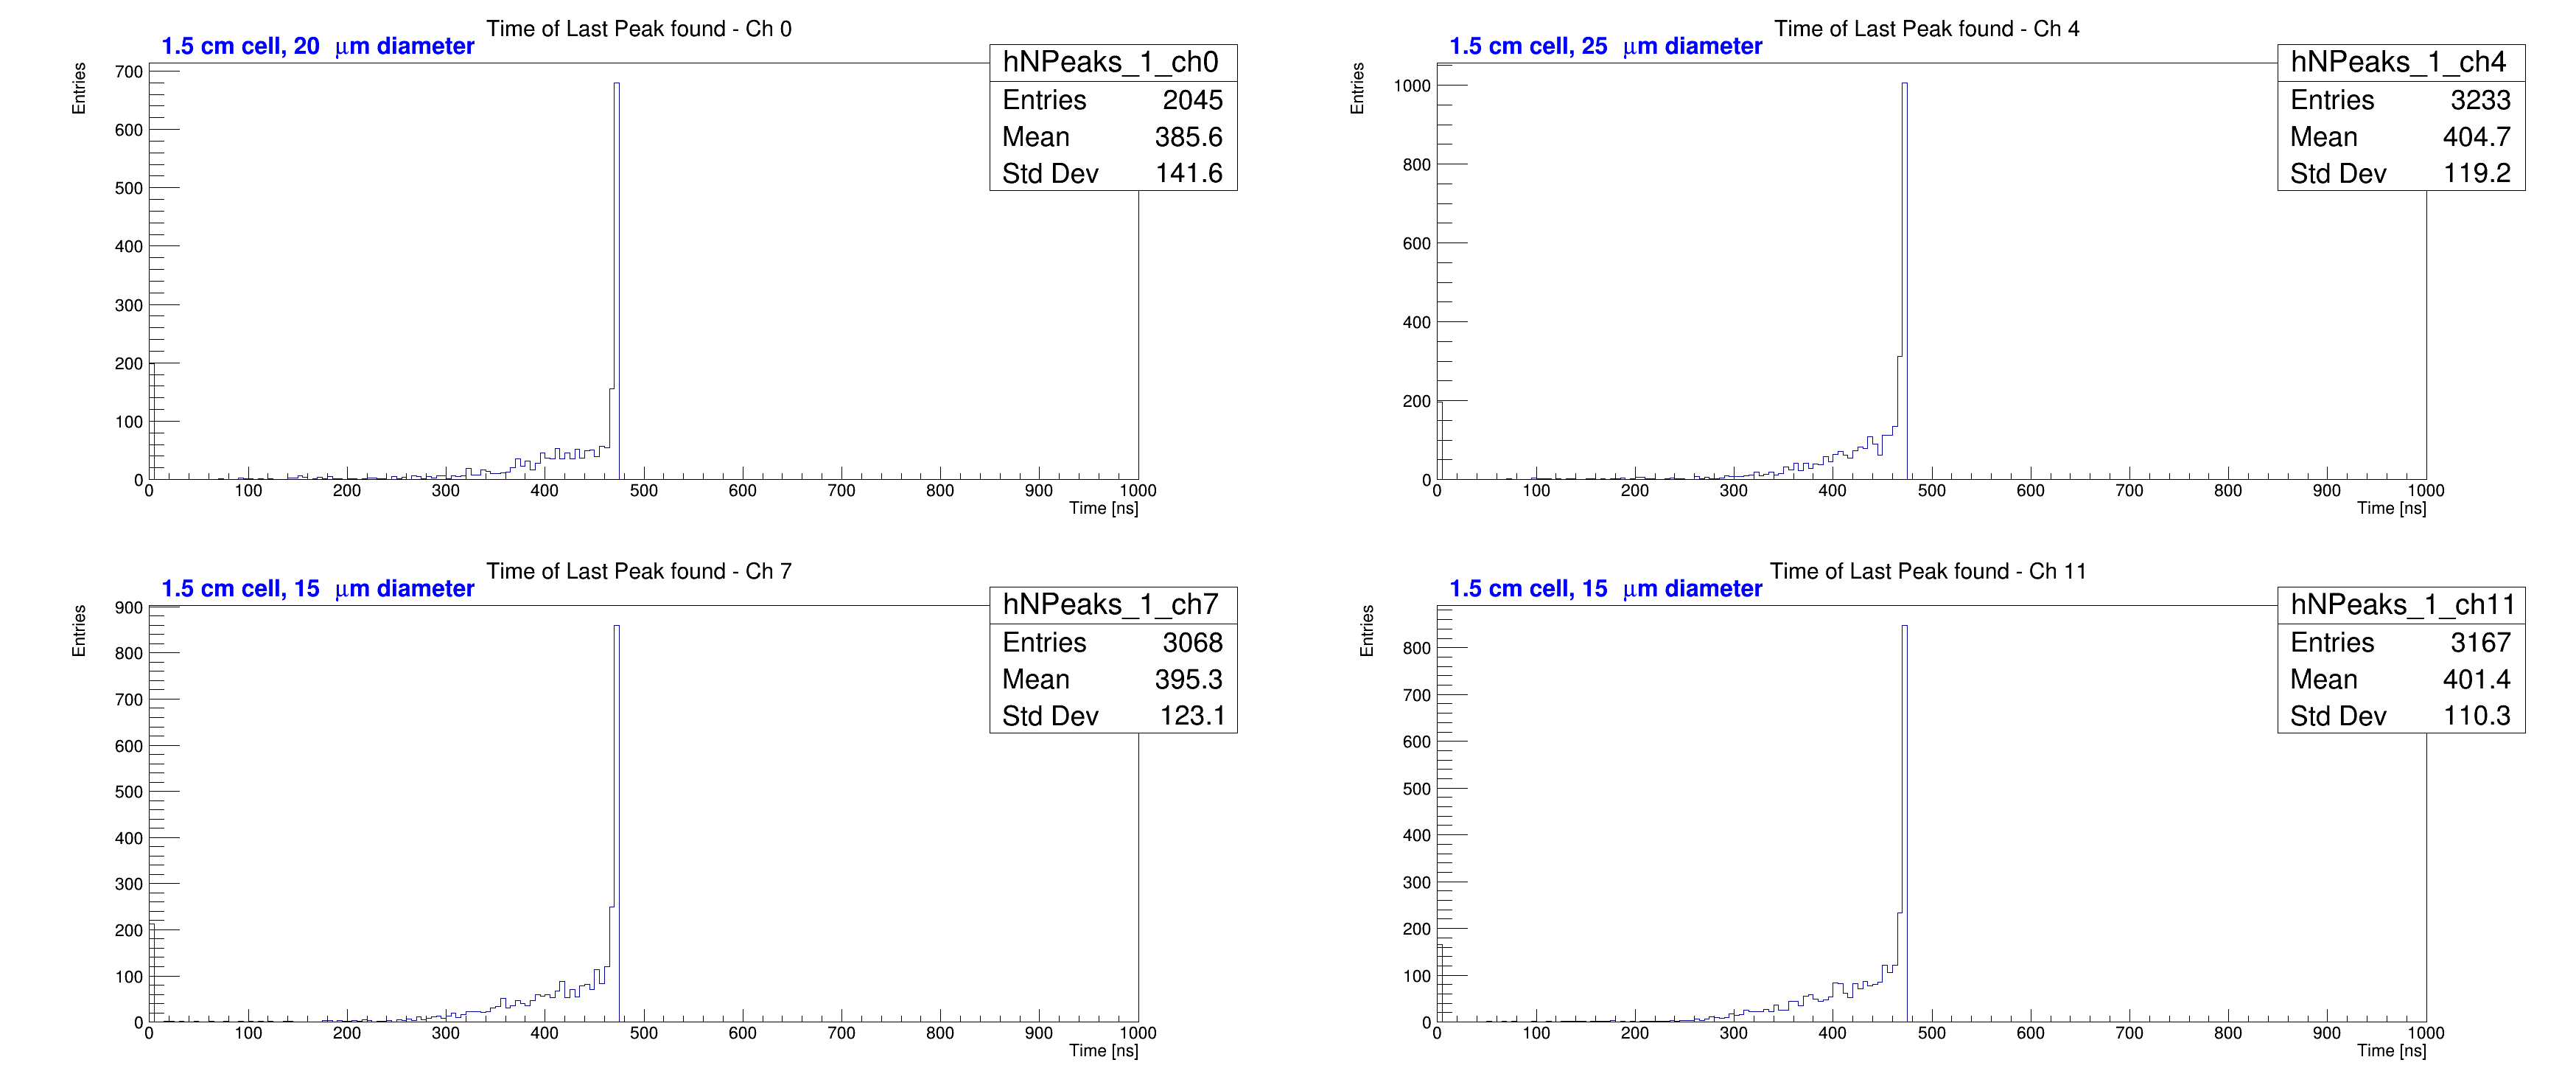 Time of Last Peak found - Ch 0
1.5 cm cell, 20 μm diameter
Entries
hNPeaks_1_ch0
Entries 2045
Mean 385.6
Std Dev 141.6
700
600
500
400
300
200
100
0
0 100 200 300 400 500 600 700 800 900 1000
Time [ns]
Time of Last Peak found - Ch 4
1.5 cm cell, 25 μm diameter
Entries
hNPeaks_1_ch4
Entries 3233
Mean 404.7
Std Dev 119.2
1000
800
600
400
200
0
0 100 200 300 400 500 600 700 800 900 1000
Time [ns]
Time of Last Peak found - Ch 7
1.5 cm cell, 15 μm diameter
Entries
hNPeaks_1_ch7
Entries 3068
Mean 395.3
Std Dev 123.1
900
800
700
600
500
400
300
200
100
0
0 100 200 300 400 500 600 700 800 900 1000
Time [ns]
Time of Last Peak found - Ch 11
1.5 cm cell, 15 μm diameter
Entries
hNPeaks_1_ch11
Entries 3167
Mean 401.4
Std Dev 110.3
800
700
600
500
400
300
200
100
0
0 100 200 300 400 500 600 700 800 900 1000
Time [ns]